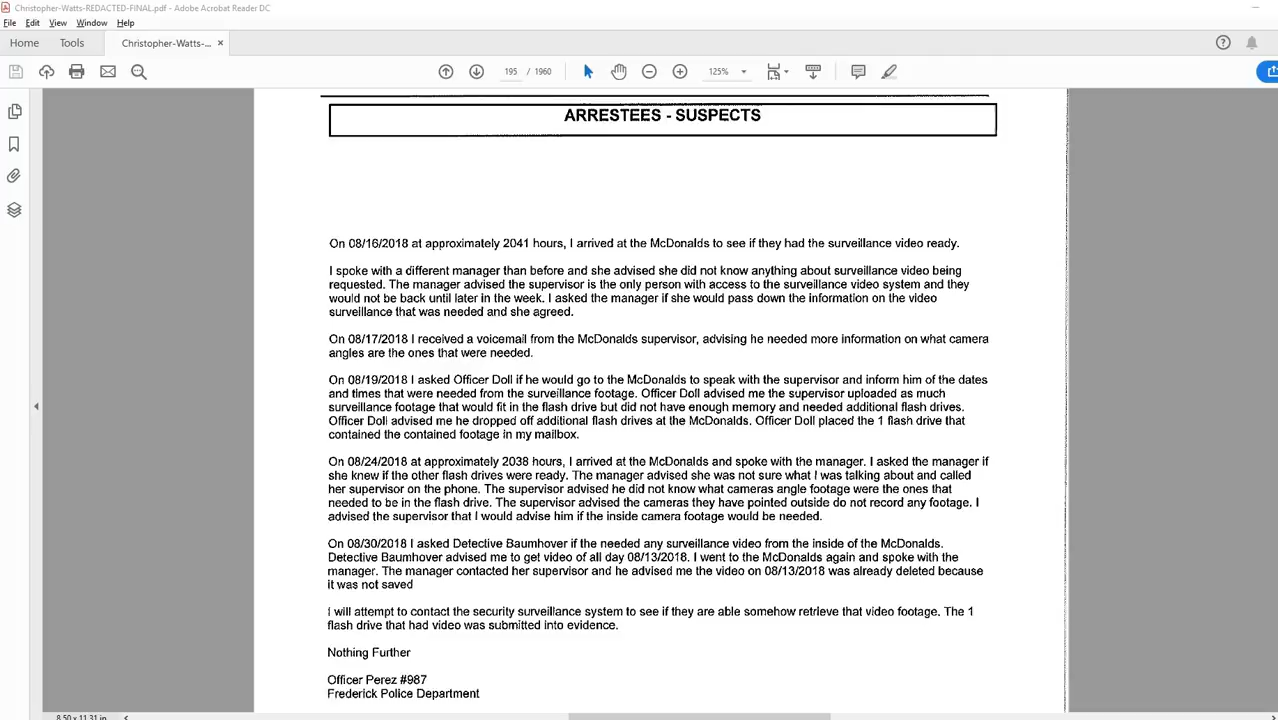 Christopher-Watts-REDACTED-FINAL.pdf - Adobe Acrobat Reader DC
File Edit View Window Help
Home Tools Christopher-Watts-... ×
195 / 1960 125%
ARRESTEES - SUSPECTS
On 08/16/2018 at approximately 2041 hours, I arrived at the McDonalds to see if they had the surveillance video ready.
I spoke with a different manager than before and she advised she did not know anything about surveillance video being
requested. The manager advised the supervisor is the only person with access to the surveillance video system and they
would not be back until later in the week. I asked the manager if she would pass down the information on the video
surveillance that was needed and she agreed.
On 08/17/2018 I received a voicemail from the McDonalds supervisor, advising he needed more information on what camera
angles are the ones that were needed.
On 08/19/2018 I asked Officer Doll if he would go to the McDonalds to speak with the supervisor and inform him of the dates
and times that were needed from the surveillance footage. Officer Doll advised me the supervisor uploaded as much
surveillance footage that would fit in the flash drive but did not have enough memory and needed additional flash drives.
Officer Doll advised me he dropped off additional flash drives at the McDonalds. Officer Doll placed the 1 flash drive that
contained the contained footage in my mailbox.
On 08/24/2018 at approximately 2038 hours, I arrived at the McDonalds and spoke with the manager. I asked the manager if
she knew if the other flash drives were ready. The manager advised she was not sure what I was talking about and called
her supervisor on the phone. The supervisor advised he did not know what cameras angle footage were the ones that
needed to be in the flash drive. The supervisor advised the cameras they have pointed outside do not record any footage. I
advised the supervisor that I would advise him if the inside camera footage would be needed.
On 08/30/2018 I asked Detective Baumhover if the needed any surveillance video from the inside of the McDonalds.
Detective Baumhover advised me to get video of all day 08/13/2018. I went to the McDonalds again and spoke with the
manager. The manager contacted her supervisor and he advised me the video on 08/13/2018 was already deleted because
it was not saved
I will attempt to contact the security surveillance system to see if they are able somehow retrieve that video footage. The 1
flash drive that had video was submitted into evidence.
Nothing Further
Officer Perez #987
Frederick Police Department
8.50 x 11.31 in